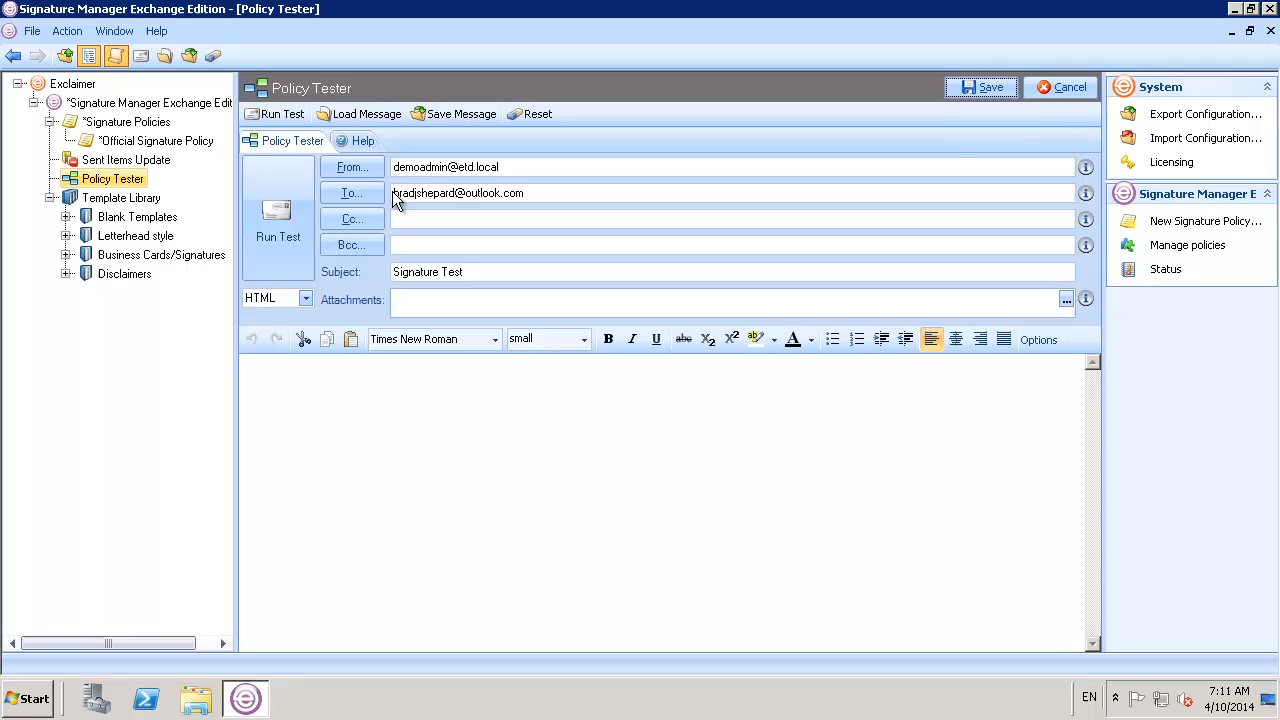 Signature Manager Exchange Edition - [Policy Tester]
File Action Window Help
Exclaimer
*Signature Manager Exchange Edit
*Signature Policies
*Official Signature Policy
Sent Items Update
Policy Tester
Template Library
Blank Templates
Letterhead style
Business Cards/Signatures
Disclaimers
Policy Tester
Save Cancel
Run Test Load Message Save Message Reset
Policy Tester Help
Run Test
From... demoadmin@etd.local
To... bradjshepard@outlook.com
Cc...
Bcc...
Subject: Signature Test
HTML Attachments: ...
Times New Roman small B I U abc X2 X2 ab A Options
System
Export Configuration...
Import Configuration...
Licensing
Signature Manager E
New Signature Policy...
Manage policies
Status
Start
EN
7:11 AM
4/10/2014